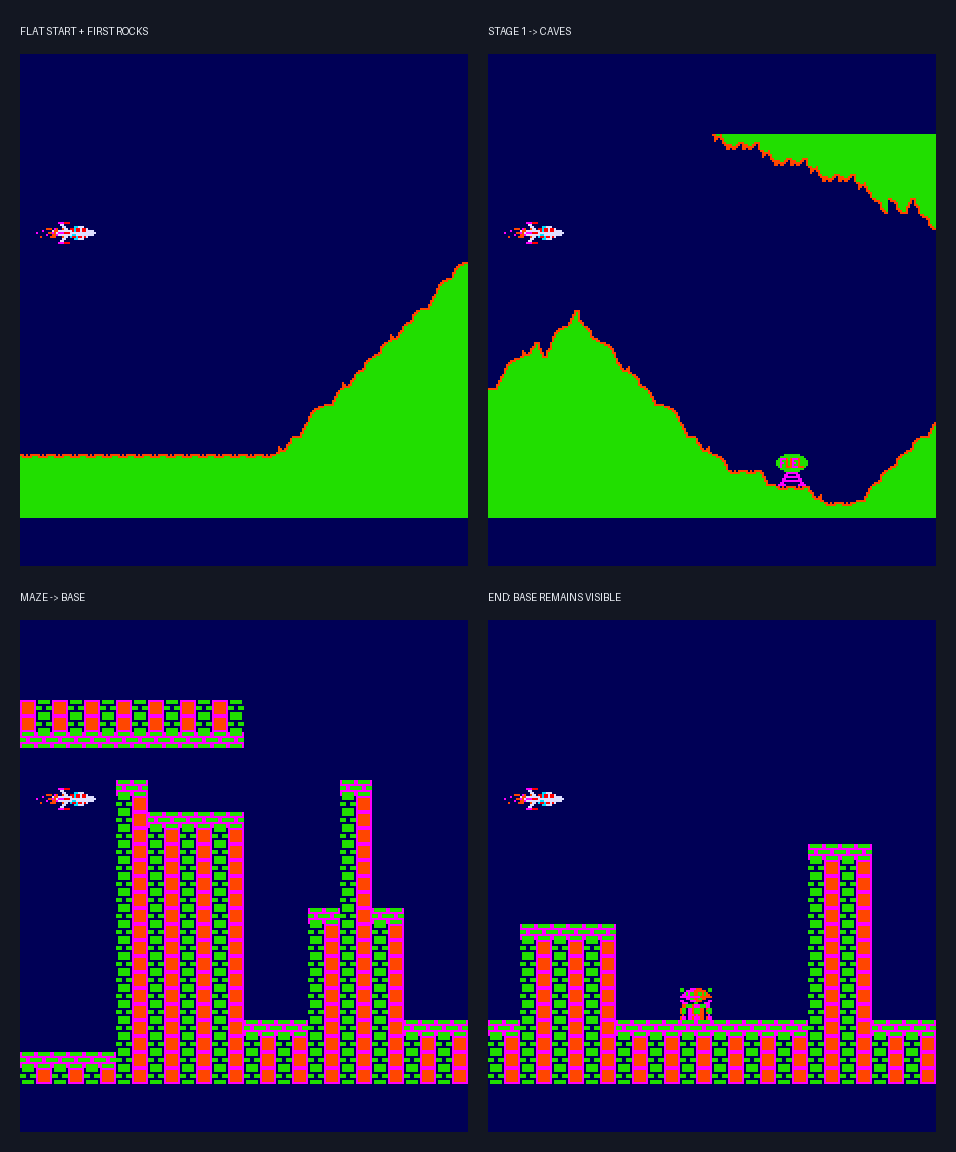 FLAT START + FIRST ROCKS
STAGE 1 -> CAVES
MAZE -> BASE
END: BASE REMAINS VISIBLE